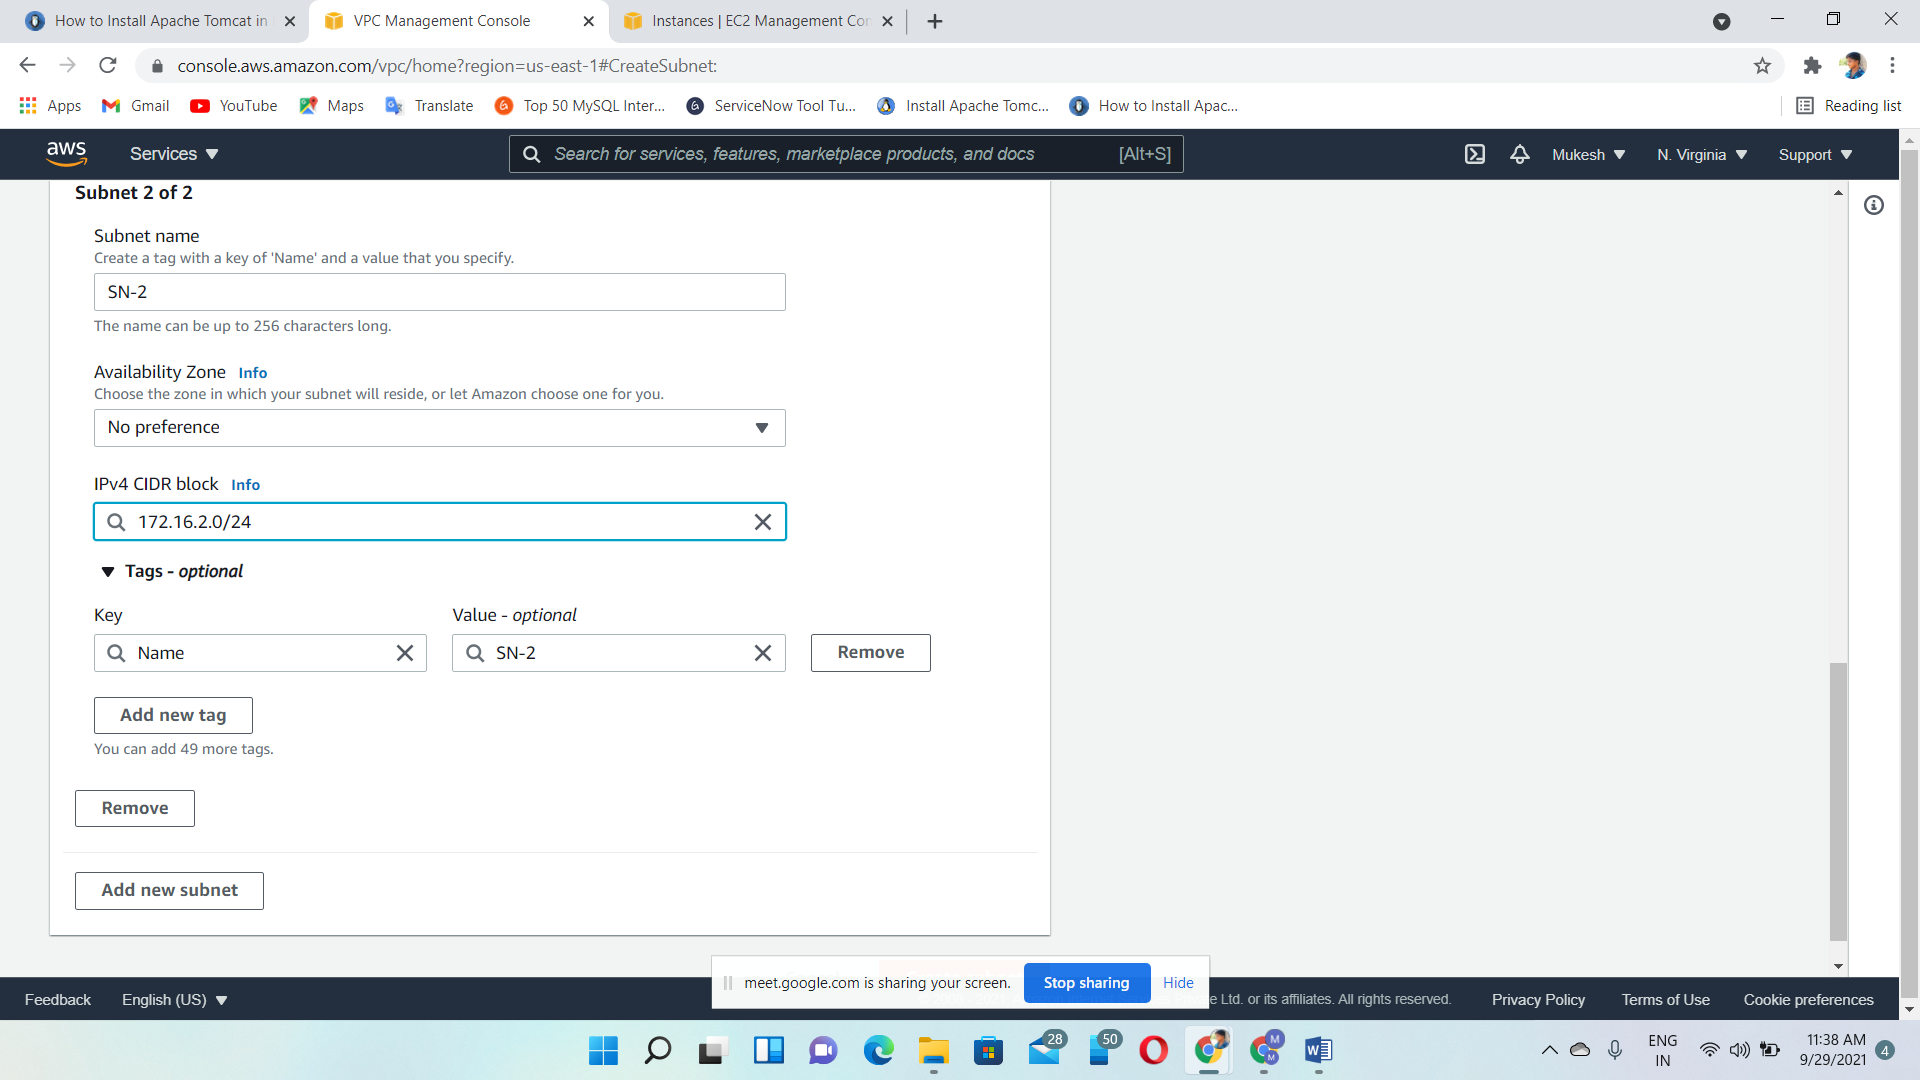 How to Install Apache Tomcat in
VPC Management Console
Instances | EC2 Management Con
console.aws.amazon.com/vpc/home?region=us-east-1#CreateSubnet:
Apps
Gmail
YouTube
Maps
Translate
Top 50 MySQL Inter...
ServiceNow Tool Tu...
Install Apache Tomc...
How to Install Apac...
Reading list
aws
Services
Search for services, features, marketplace products, and docs
[Alt+S]
Mukesh
N. Virginia
Support
Subnet 2 of 2
Subnet name
Create a tag with a key of 'Name' and a value that you specify.
SN-2
The name can be up to 256 characters long.
Availability Zone Info
Choose the zone in which your subnet will reside, or let Amazon choose one for you.
No preference
IPv4 CIDR block Info
172.16.2.0/24
Tags - optional
Key
Value - optional
Name
SN-2
Remove
Add new tag
You can add 49 more tags.
Remove
Add new subnet
meet.google.com is sharing your screen.
Stop sharing
Hide
Feedback
English (US)
e Ltd. or its affiliates. All rights reserved.
Privacy Policy
Terms of Use
Cookie preferences
28
50
M
M
ENG
IN
11:38 AM
9/29/2021
4